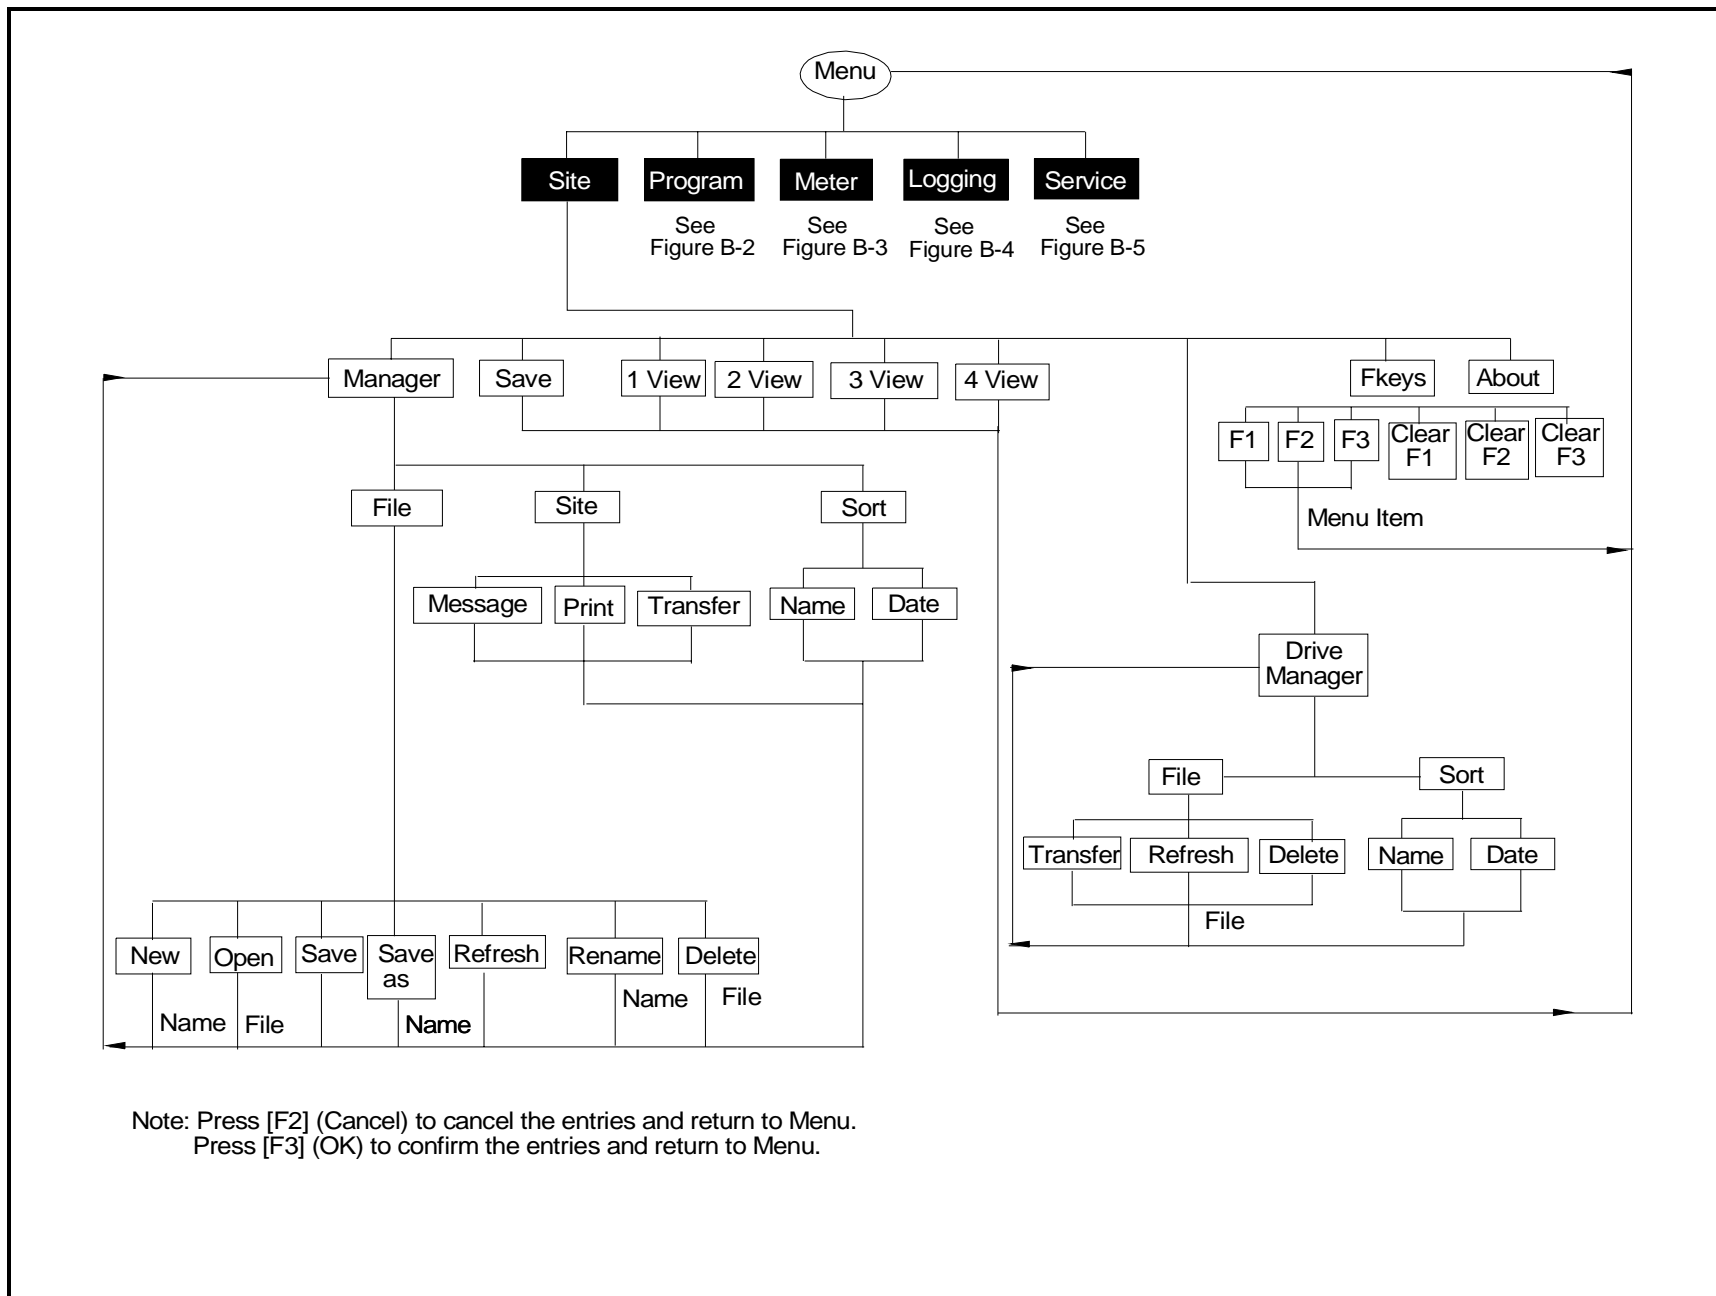 Menu
Site
Program
Meter
Logging
Service
See
Figure B-2
See
Figure B-3
See
Figure B-4
See
Figure B-5
Manager
Save
1 View
2 View
3 View
4 View
Fkeys
About
F1
F2
F3
Clear
F1
Clear
F2
Clear
F3
Menu Item
File
Site
Sort
Message
Print
Transfer
Name
Date
Drive
Manager
File
Sort
Transfer
Refresh
Delete
Name
Date
File
New
Open
Save
Save
as
Refresh
Rename
Delete
Name
File
Name
Name
File
Note: Press [F2] (Cancel) to cancel the entries and return to Menu.
Press [F3] (OK) to confirm the entries and return to Menu.